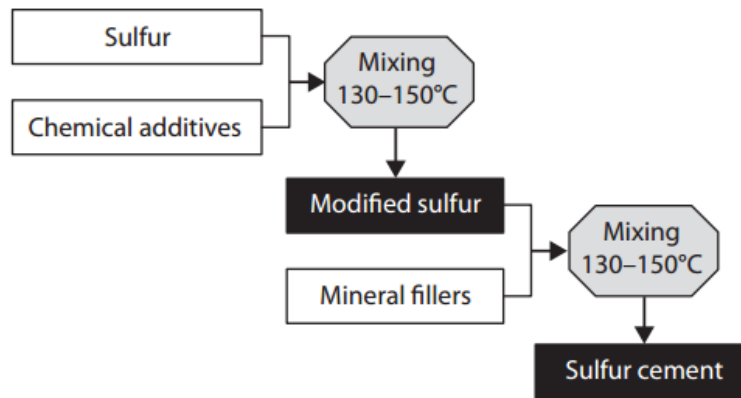 Sulfur
Mixing
130–150°C
Chemical additives
Modified sulfur
Mixing
130–150°C
Mineral fillers
Sulfur cement